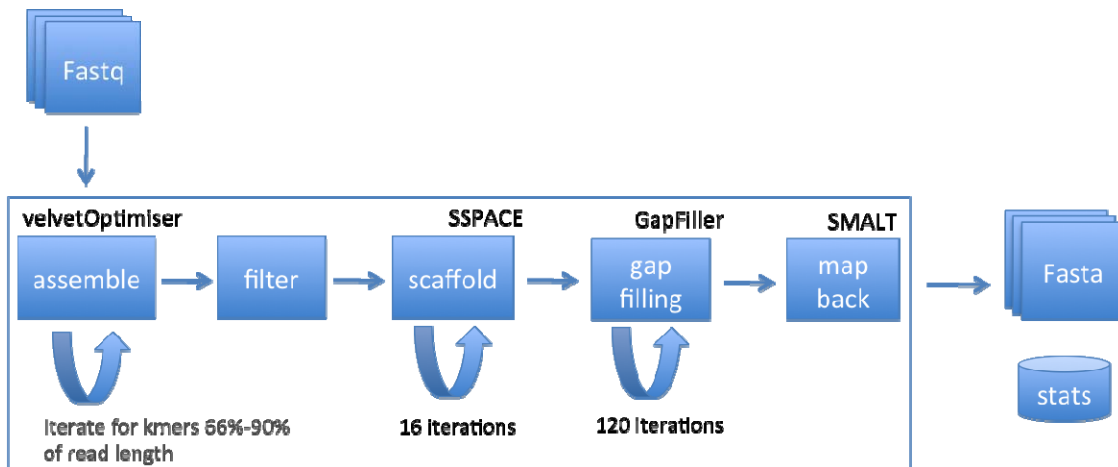 Fastq
velvetOptimiser
SSPACE
GapFiller
SMALT
assemble
filter
scaffold
gap
filling
map
back
Fasta
Iterate for kmers 66%-90%
of read length
16 iterations
120 iterations
stats